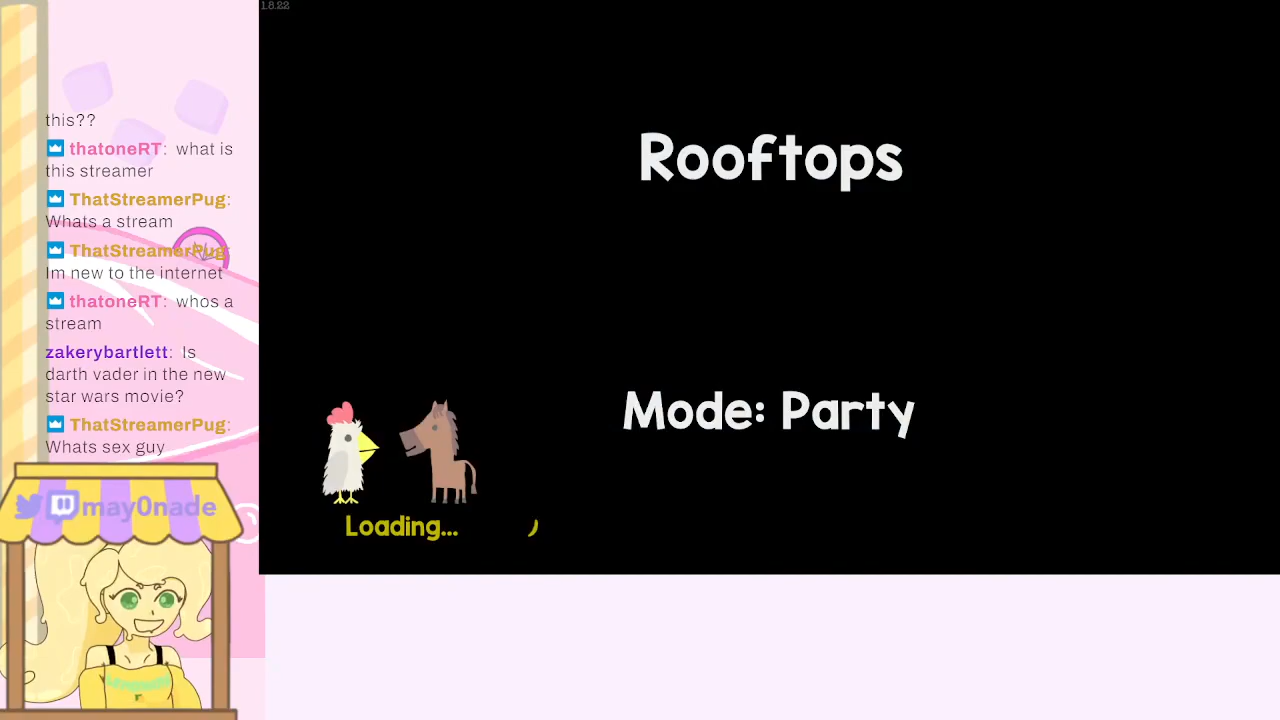 1.8.22
this??
thatoneRT: what is
this streamer
ThatStreamerPug:
Whats a stream
ThatStreamerPug:
Im new to the internet
thatoneRT: whos a
stream
zakerybartlett: Is
darth vader in the new
star wars movie?
ThatStreamerPug:
Whats sex guy
may0nade
Rooftops
Mode: Party
Loading...